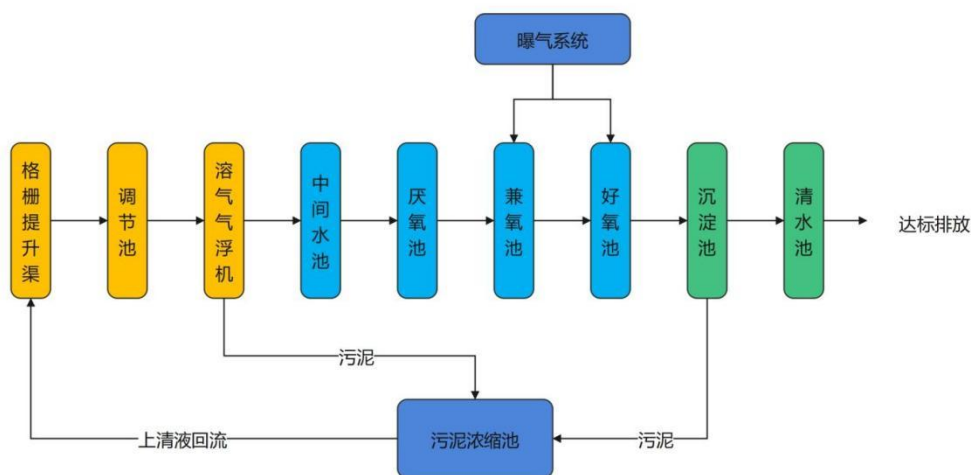 曝气系统
格栅提升渠
调节池
溶气气浮机
中间水池
厌氧池
兼氧池
好氧池
沉淀池
清水池
达标排放
污泥
上清液回流
污泥浓缩池
污泥